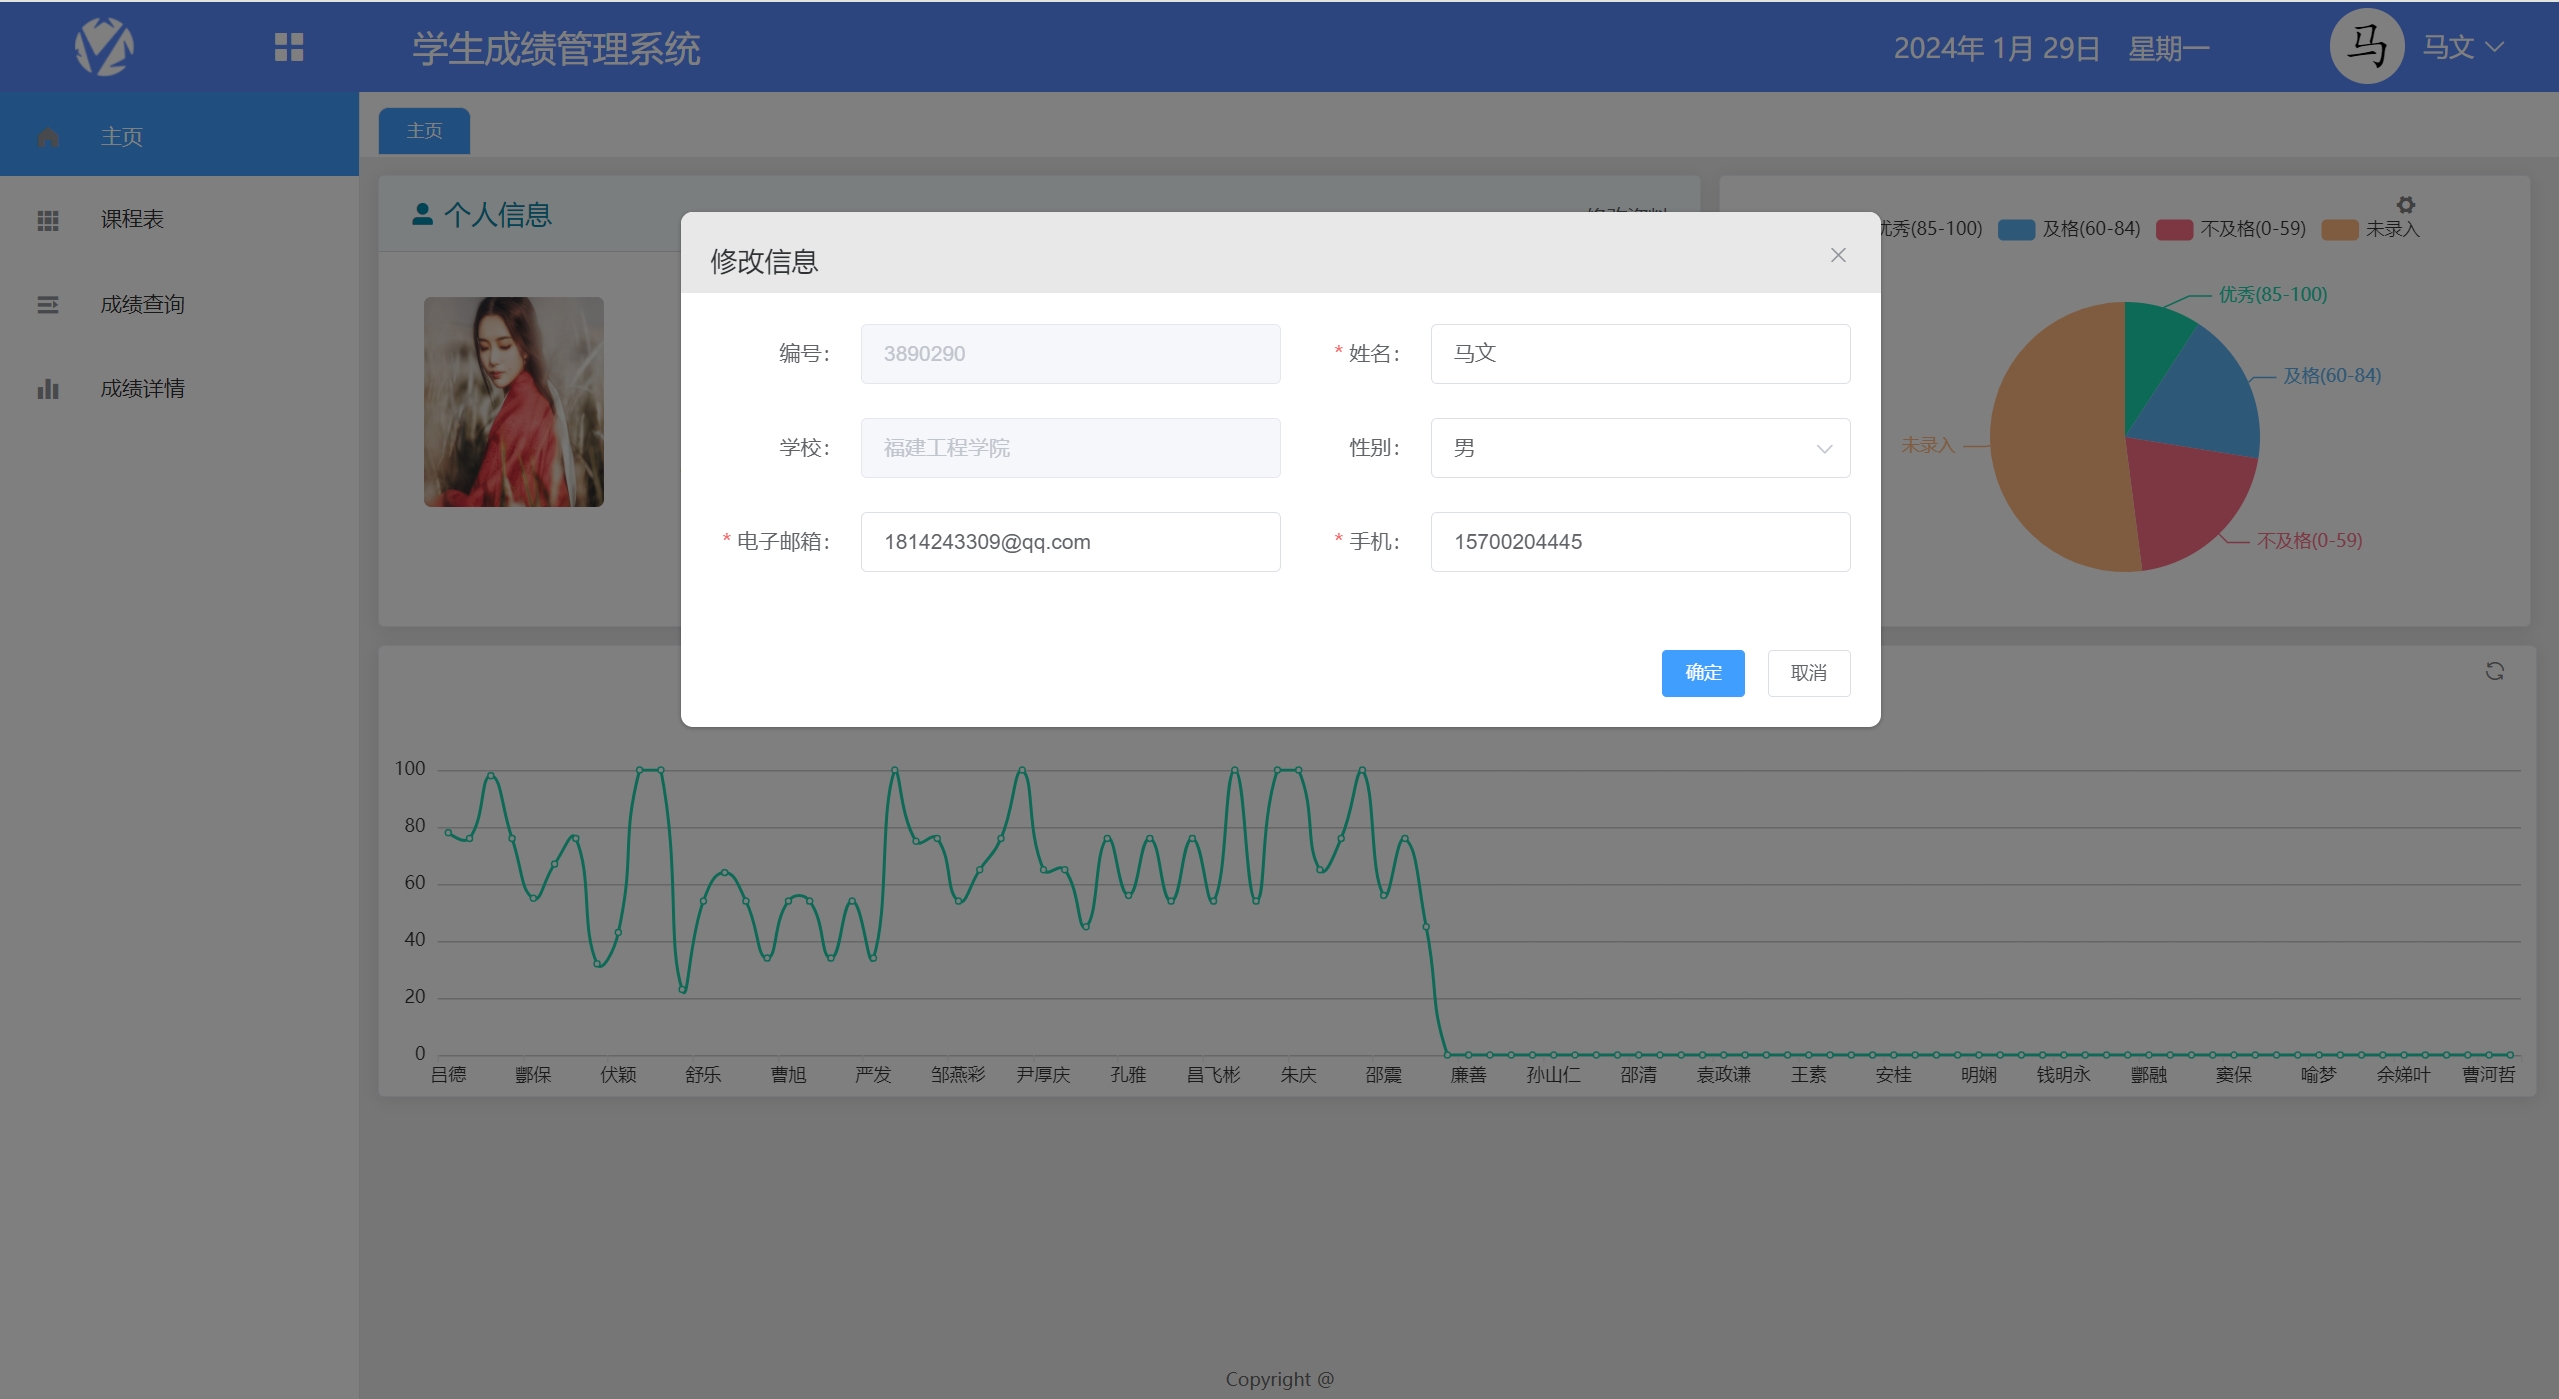 学生成绩管理系统
2024年 1月 29日 星期一
马
马文
主页
课程表
成绩查询
成绩详情
主页
个人信息
修改信息
编号：
3890290
* 姓名：
马文
学校：
福建工程学院
性别：
男
* 电子邮箱：
1814243309@qq.com
* 手机：
15700204445
确定
取消
优秀(85-100) 及格(60-84) 不及格(0-59) 未录入
优秀(85-100)
及格(60-84)
未录入
不及格(0-59)
100
80
60
40
20
0
吕德 酆保 伏颖 舒乐 曹旭 严发 邹燕彩 尹厚庆 孔雅 昌飞彬 朱庆 邵震 廉善 孙山仁 邵清 袁政谦 王素 安桂 明娴 钱明永 酆融 窦保 喻梦 余娣叶 曹河哲
Copyright @